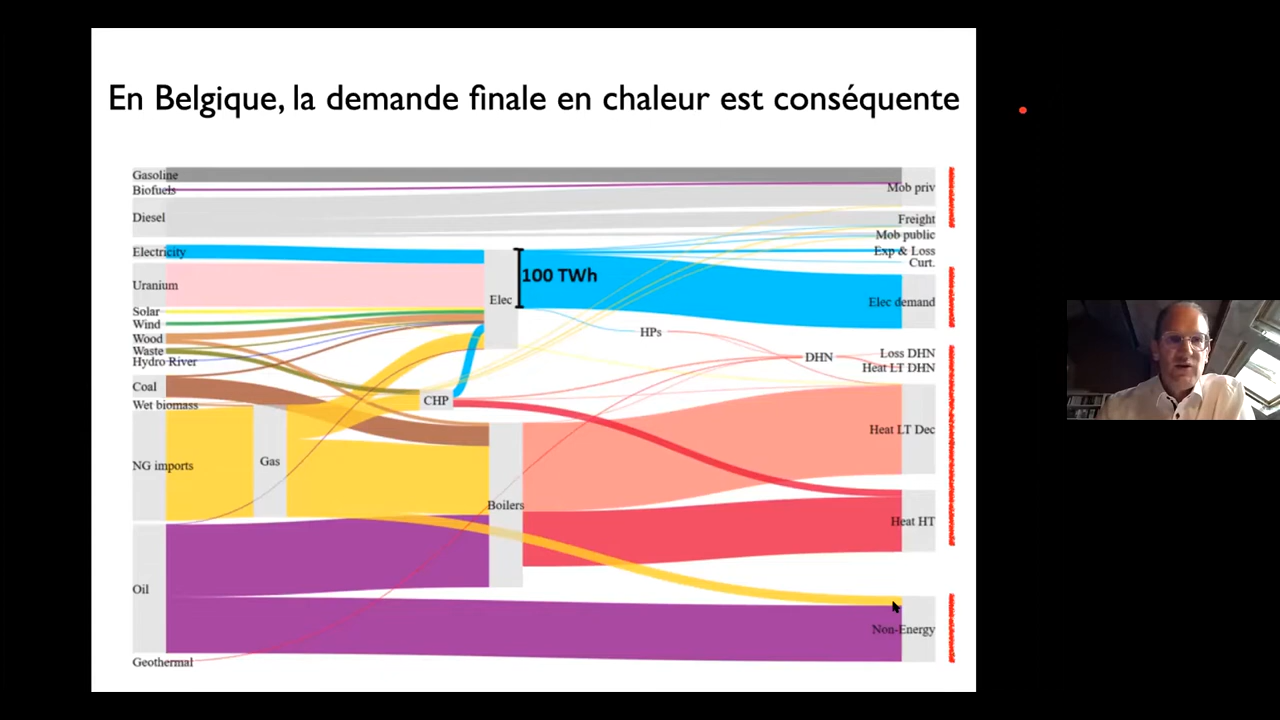 En Belgique, la demande finale en chaleur est conséquente
Gasoline
Biofuels
Diesel
Electricity
Uranium
Solar
Wind
Wood
Waste
Hydro River
Coal
Wet biomass
NG imports
Oil
Geothermal
Gas
Elec
100 TWh
CHP
Boilers
HPs
DHN
Mob priv
Freight
Mob public
Exp & Loss
Curt.
Elec demand
Loss DHN
Heat LT DHN
Heat LT Dec
Heat HT
Non-Energy